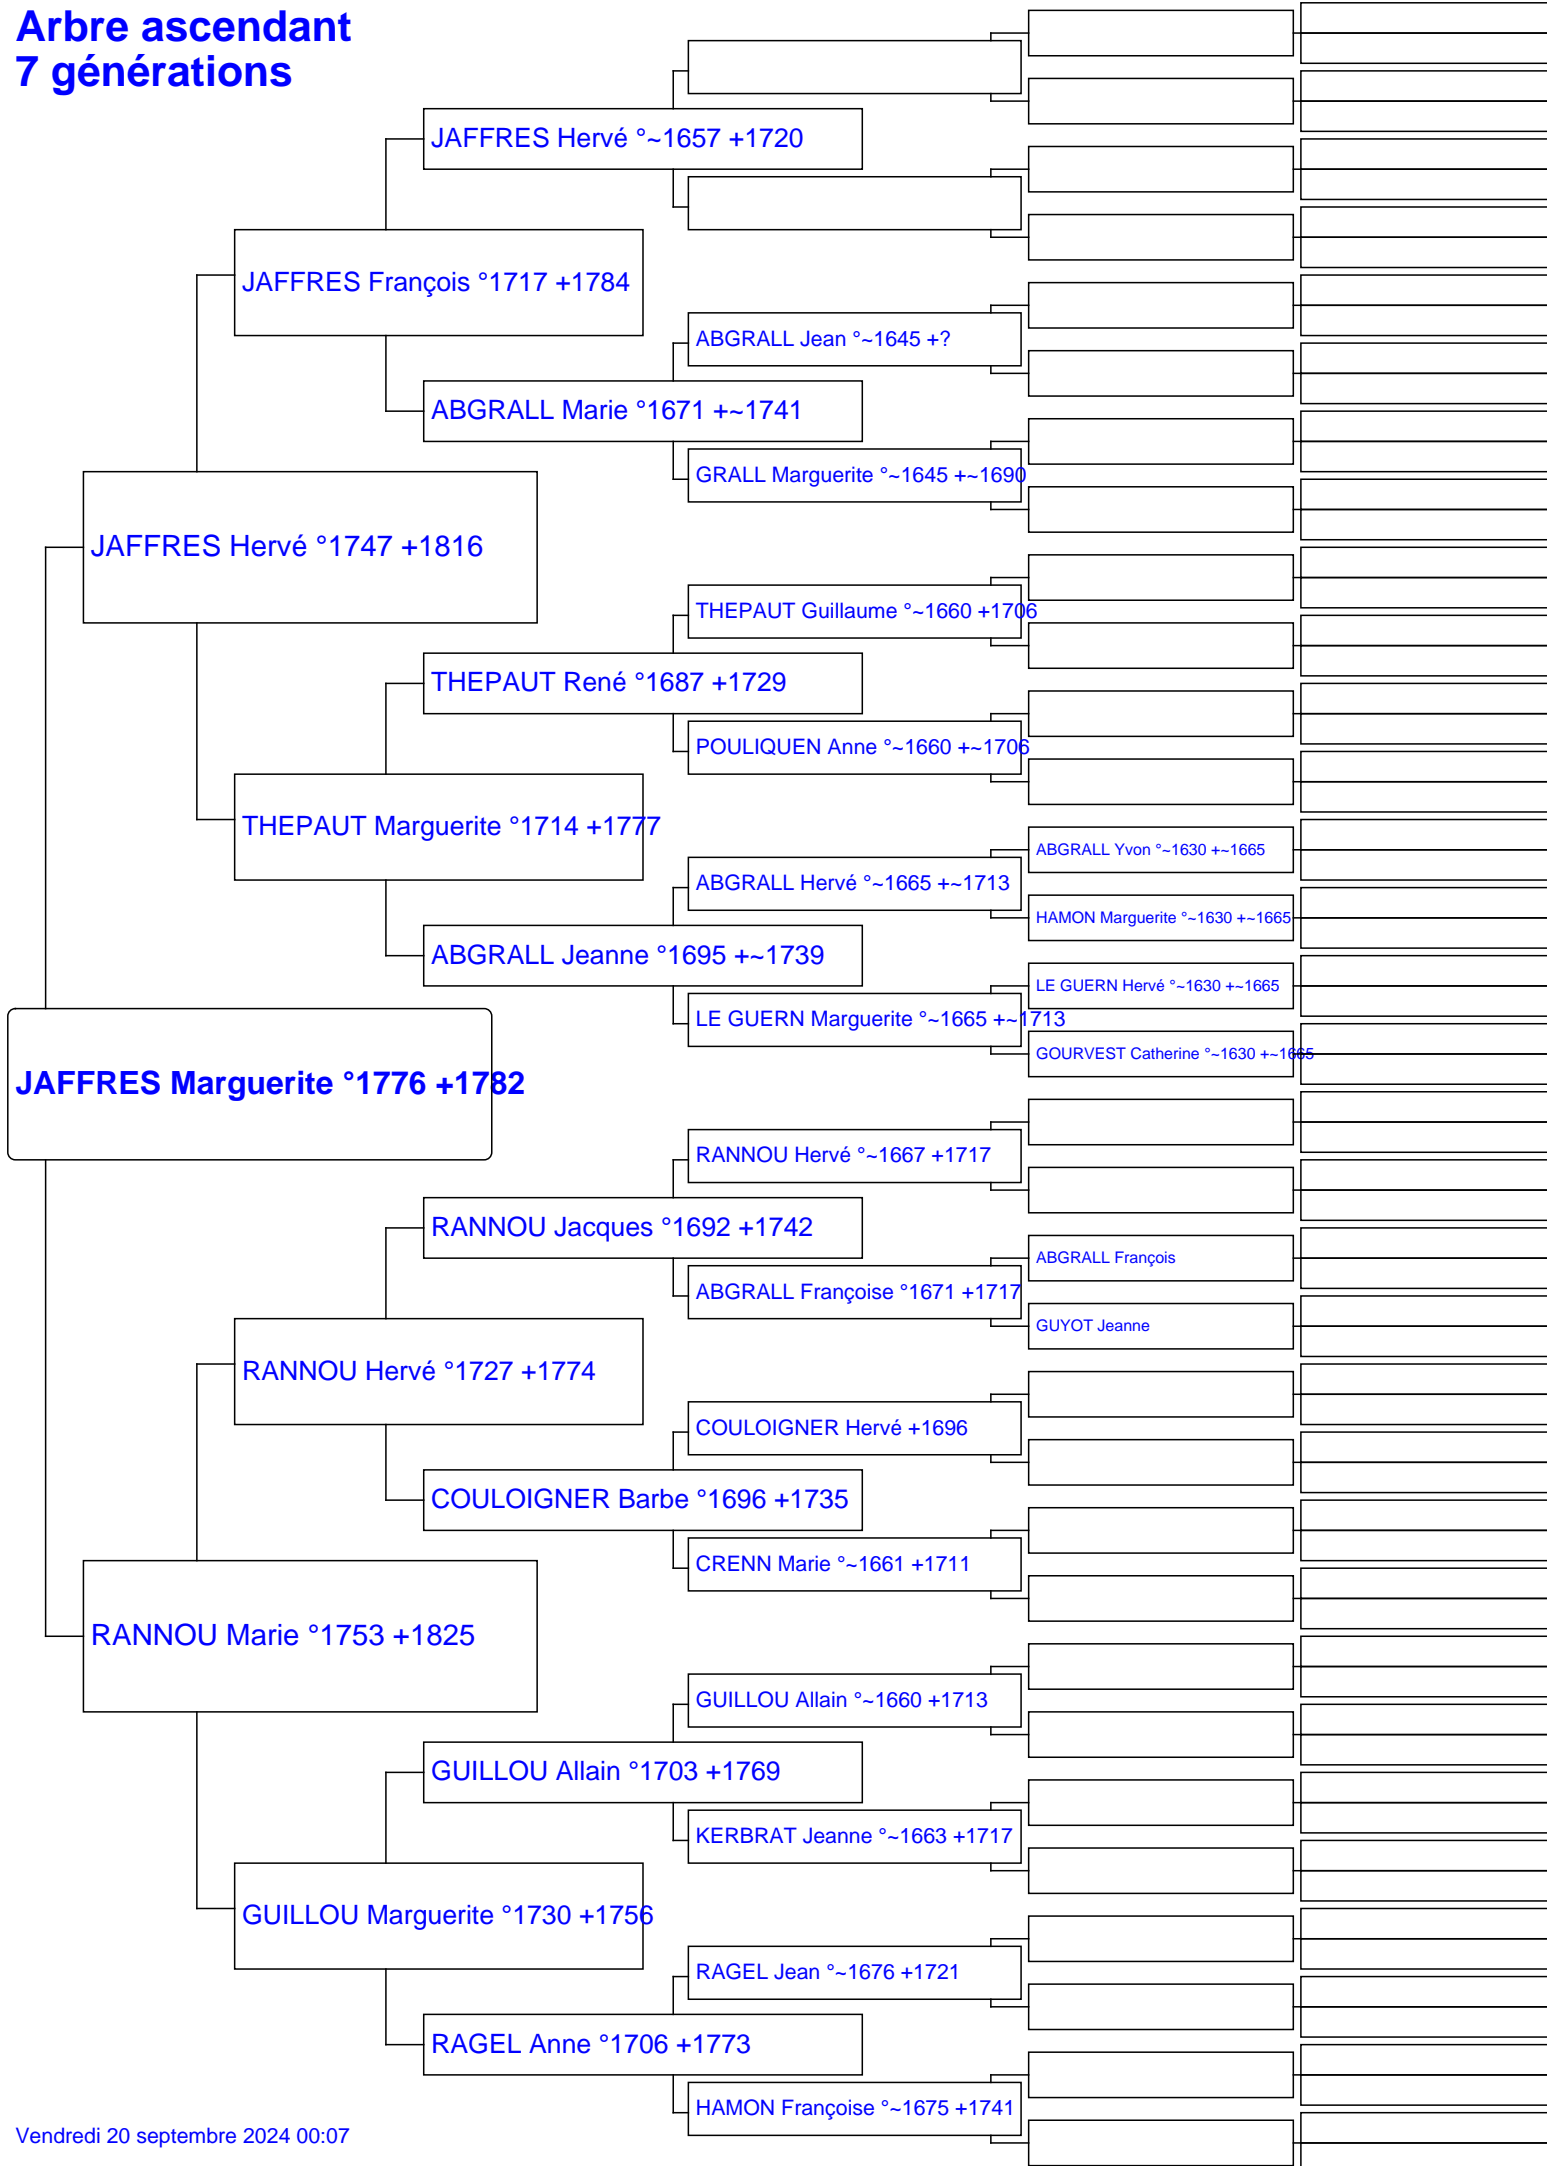 Arbre ascendant
7 générations
JAFFRES Hervé °~1657 +1720
JAFFRES François °1717 +1784
ABGRALL Jean °~1645 +?
ABGRALL Marie °1671 +~1741
GRALL Marguerite °~1645 +~1690
JAFFRES Hervé °1747 +1816
THEPAUT Guillaume °~1660 +1706
THEPAUT René °1687 +1729
POULIQUEN Anne °~1660 +~1706
THEPAUT Marguerite °1714 +1777
ABGRALL Yvon °~1630 +~1665
ABGRALL Hervé °~1665 +~1713
HAMON Marguerite °~1630 +~1665
ABGRALL Jeanne °1695 +~1739
LE GUERN Hervé °~1630 +~1665
LE GUERN Marguerite °~1665 +~1713
GOURVEST Catherine °~1630 +~1665
JAFFRES Marguerite °1776 +1782
RANNOU Hervé °~1667 +1717
RANNOU Jacques °1692 +1742
ABGRALL François
ABGRALL Françoise °1671 +1717
GUYOT Jeanne
RANNOU Hervé °1727 +1774
COULOIGNER Hervé +1696
COULOIGNER Barbe °1696 +1735
CRENN Marie °~1661 +1711
RANNOU Marie °1753 +1825
GUILLOU Allain °~1660 +1713
GUILLOU Allain °1703 +1769
KERBRAT Jeanne °~1663 +1717
GUILLOU Marguerite °1730 +1756
RAGEL Jean °~1676 +1721
RAGEL Anne °1706 +1773
HAMON Françoise °~1675 +1741
Vendredi 20 septembre 2024 00:07